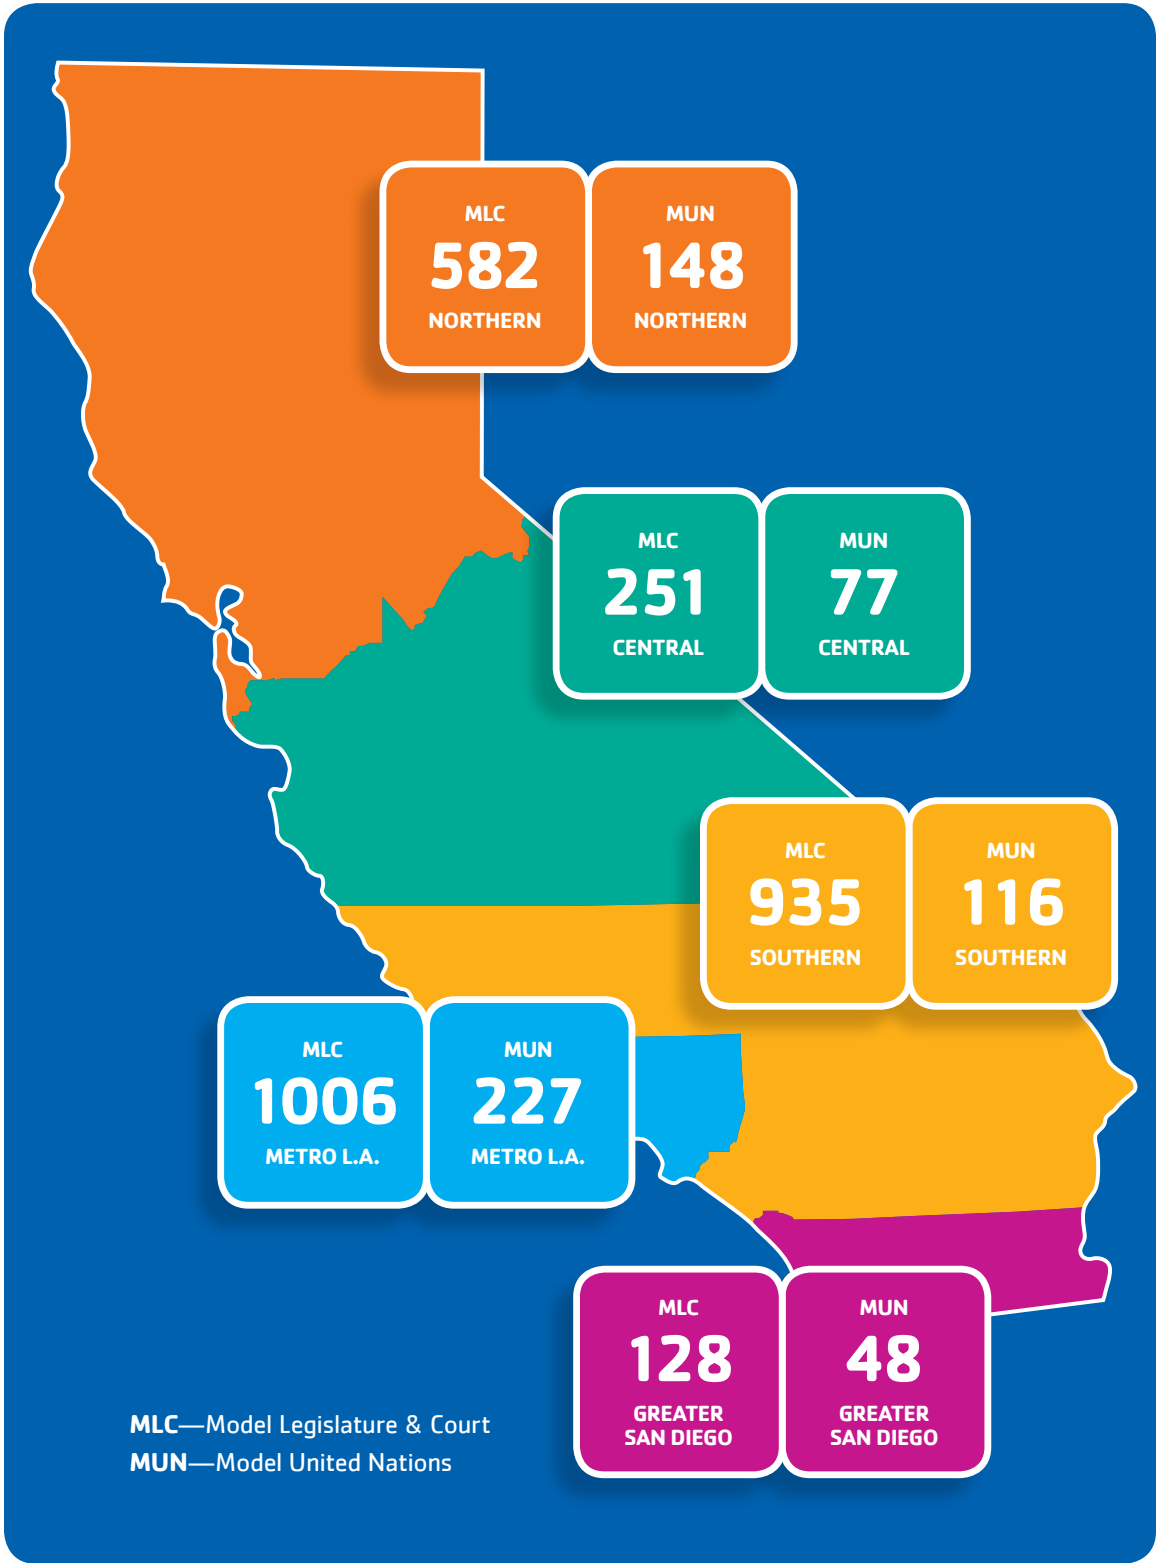 MLC
582
NORTHERN
MUN
148
NORTHERN
MLC
251
CENTRAL
MUN
77
CENTRAL
MLC
935
SOUTHERN
MUN
116
SOUTHERN
MLC
1006
METRO L.A.
MUN
227
METRO L.A.
MLC
128
GREATER
SAN DIEGO
MUN
48
GREATER
SAN DIEGO
MLC—Model Legislature & Court
MUN—Model United Nations